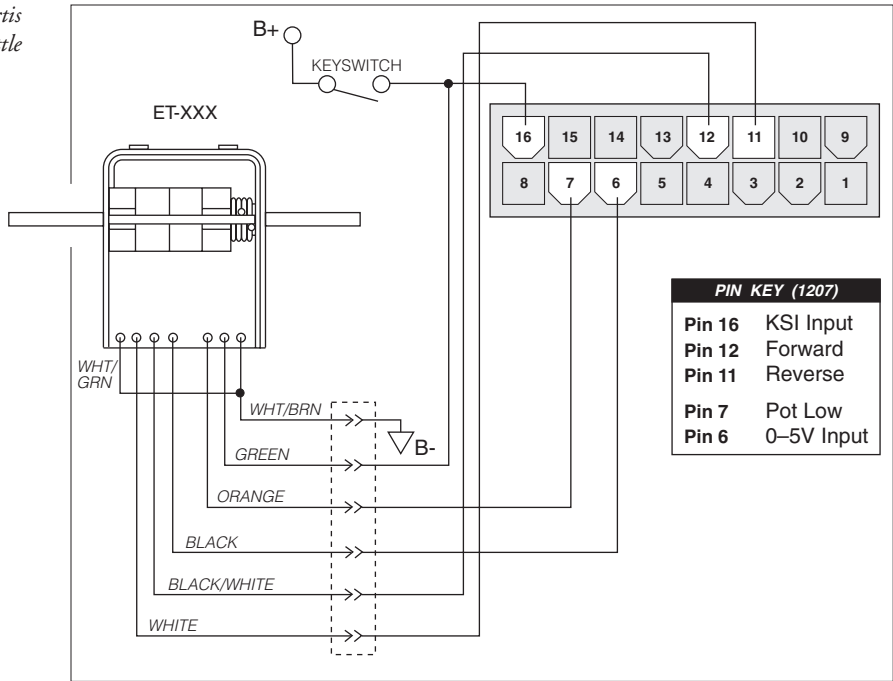 rtis
ttle
B+
KEYSWITCH
ET-XXX
16 15 14 13 12 11 10 9
8 7 6 5 4 3 2 1
PIN KEY (1207)
Pin 16 KSI Input
Pin 12 Forward
Pin 11 Reverse
Pin 7 Pot Low
Pin 6 0–5V Input
WHT/
GRN
WHT/BRN
B-
GREEN
ORANGE
BLACK
BLACK/WHITE
WHITE